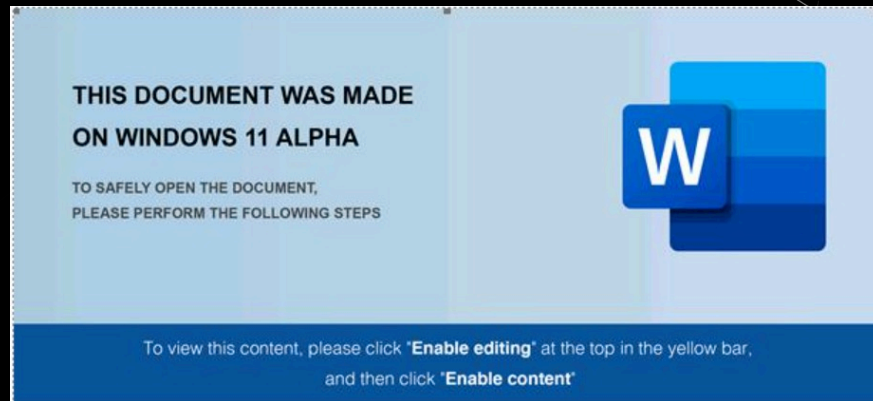 THIS DOCUMENT WAS MADE
ON WINDOWS 11 ALPHA
W
TO SAFELY OPEN THE DOCUMENT,
PLEASE PERFORM THE FOLLOWING STEPS
To view this content, please click "Enable editing" at the top in the yellow bar,
and then click "Enable content"